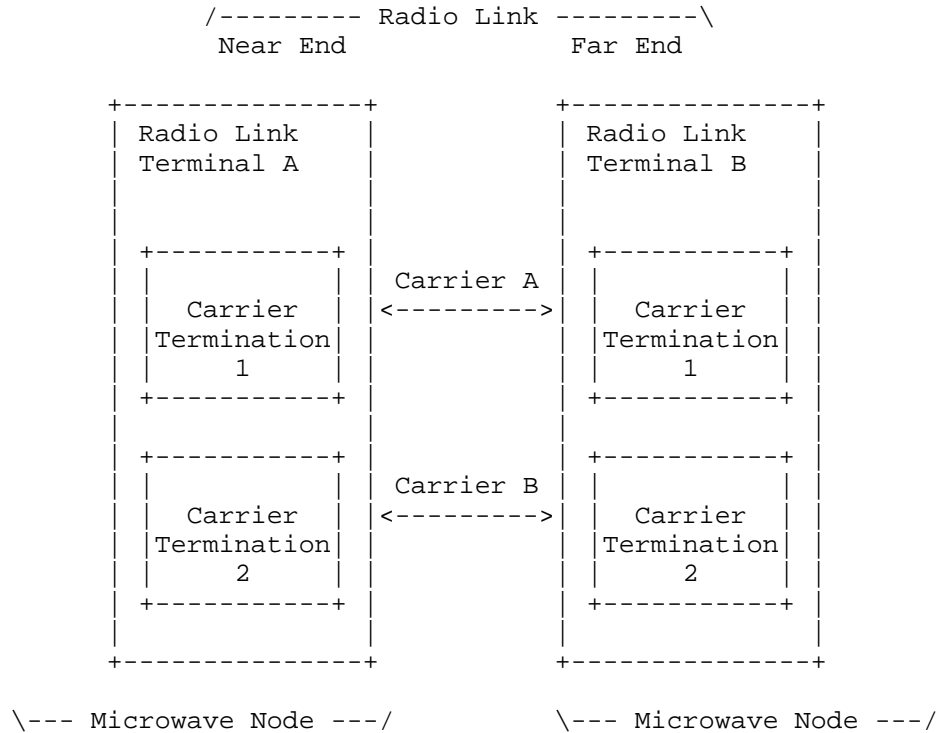 /--------- Radio Link ---------\
Near End Far End
Radio Link Radio Link
Terminal A Terminal B
Carrier A
Carrier <---------> Carrier
Termination Termination
1 1
Carrier B
Carrier <---------> Carrier
Termination Termination
2 2
\--- Microwave Node ---/ \--- Microwave Node ---/